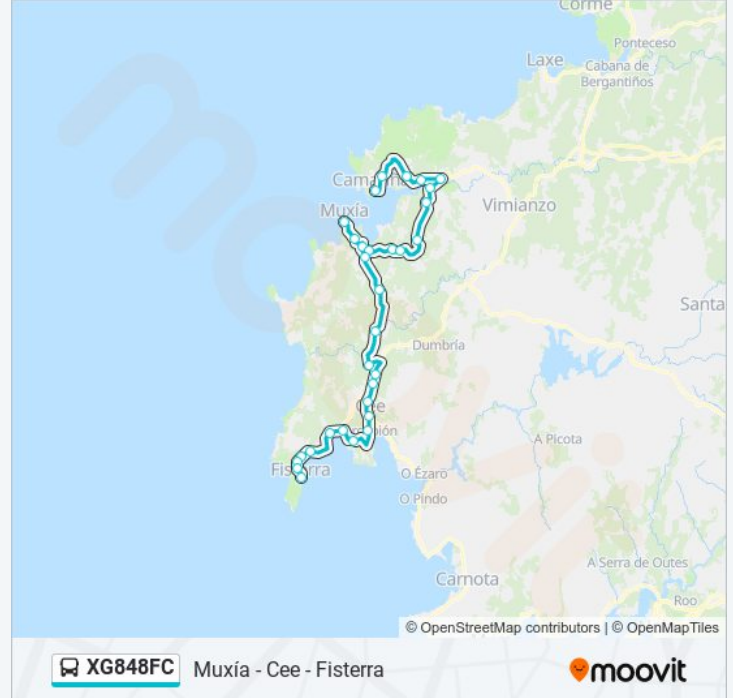 Corme
Ponteceso
Laxe
Cabana de
Bergantiños
Muxía
Vimianzo
Santa
Dumbría
Cee
A Picota
Fisterra
O Ézaro
O Pindo
A Serra de Outes
Carnota
Roo
© OpenStreetMap contributors | © OpenMapTiles
XG848FC Muxía - Cee - Fisterra
moovit